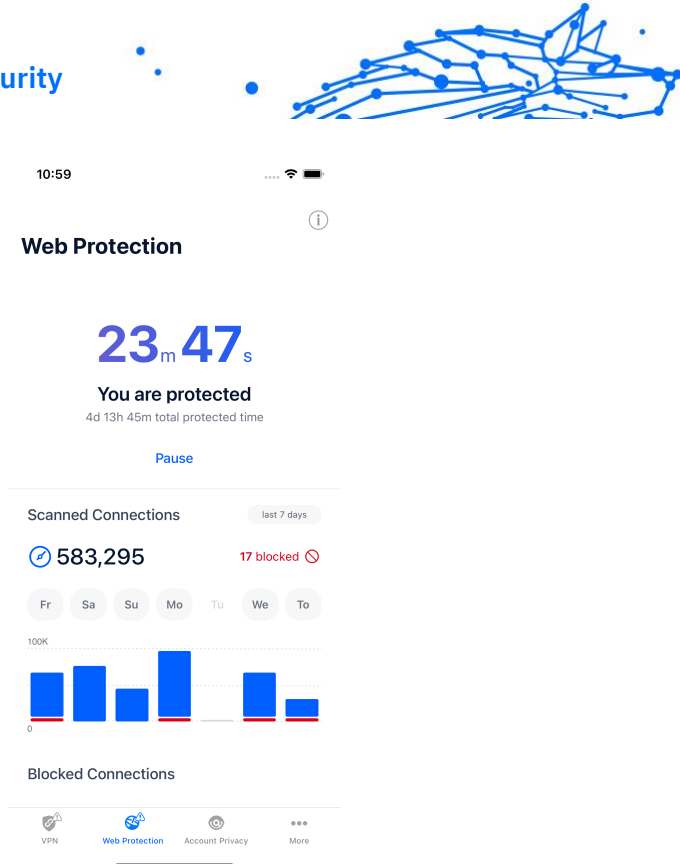 urity
10:59
Web Protection
23m 47s
You are protected
4d 13h 45m total protected time
Pause
Scanned Connections last 7 days
583,295 17 blocked
Fr Sa Su Mo Tu We To
100K
0
Blocked Connections
VPN Web Protection Account Privacy More